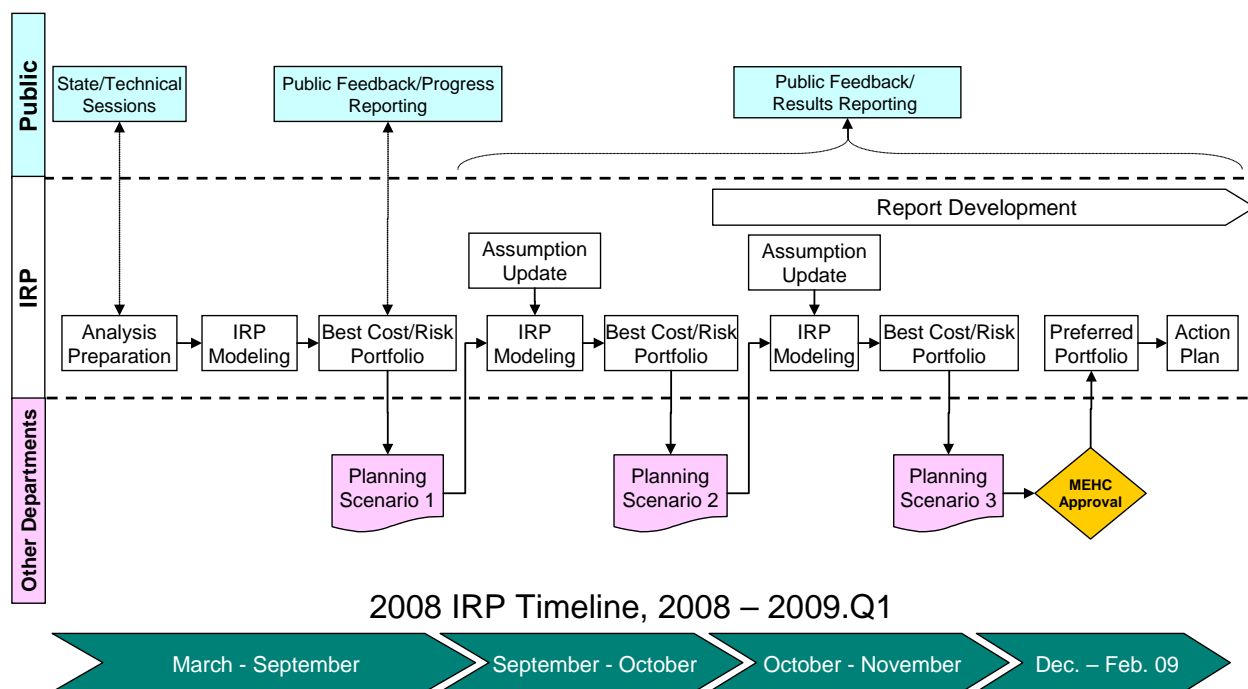 Public
State/Technical
Sessions
Public Feedback/Progress
Reporting
Public Feedback/
Results Reporting
IRP
Report Development
Assumption
Update
Assumption
Update
Analysis
Preparation
IRP
Modeling
Best Cost/Risk
Portfolio
IRP
Modeling
Best Cost/Risk
Portfolio
IRP
Modeling
Best Cost/Risk
Portfolio
Preferred
Portfolio
Action
Plan
Other Departments
Planning
Scenario 1
Planning
Scenario 2
Planning
Scenario 3
MEHC
Approval
2008 IRP Timeline, 2008 – 2009.Q1
March - September
September - October
October - November
Dec. – Feb. 09